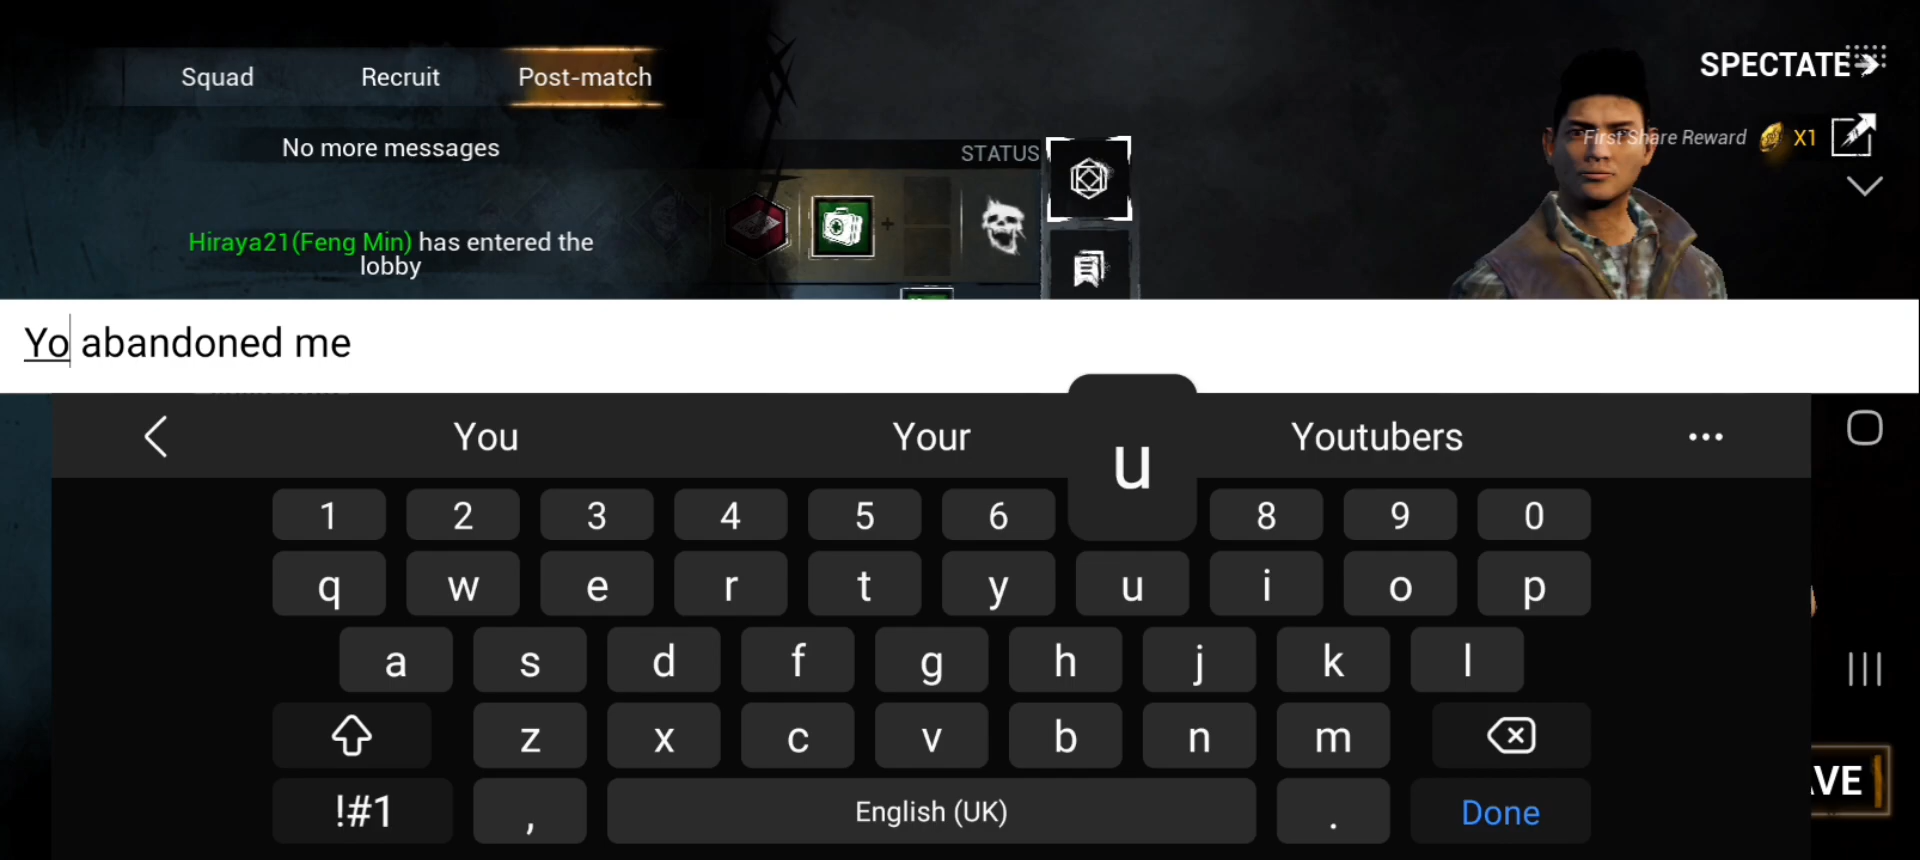 Squad Recruit Post-match
SPECTATE
No more messages
First Share Reward X1
STATUS
Hiraya21(Feng Min) has entered the
lobby
Yo abandoned me
You Your Youtubers ...
u
1 2 3 4 5 6 8 9 0
q w e r t y u i o p
a s d f g h j k l
z x c v b n m
!#1 , English (UK) . Done
AVE